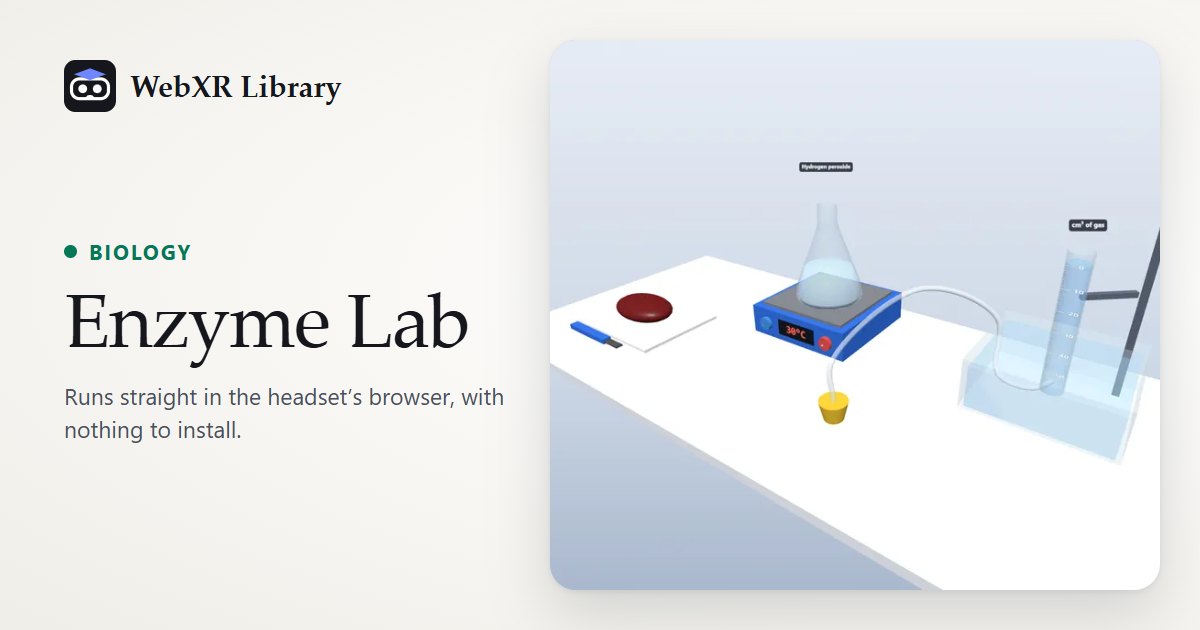 WebXR Library
BIOLOGY
Enzyme Lab
Runs straight in the headset’s browser, with
nothing to install.
Hydrogen peroxide
cm³ of gas
30°C
0
10
20
30
40